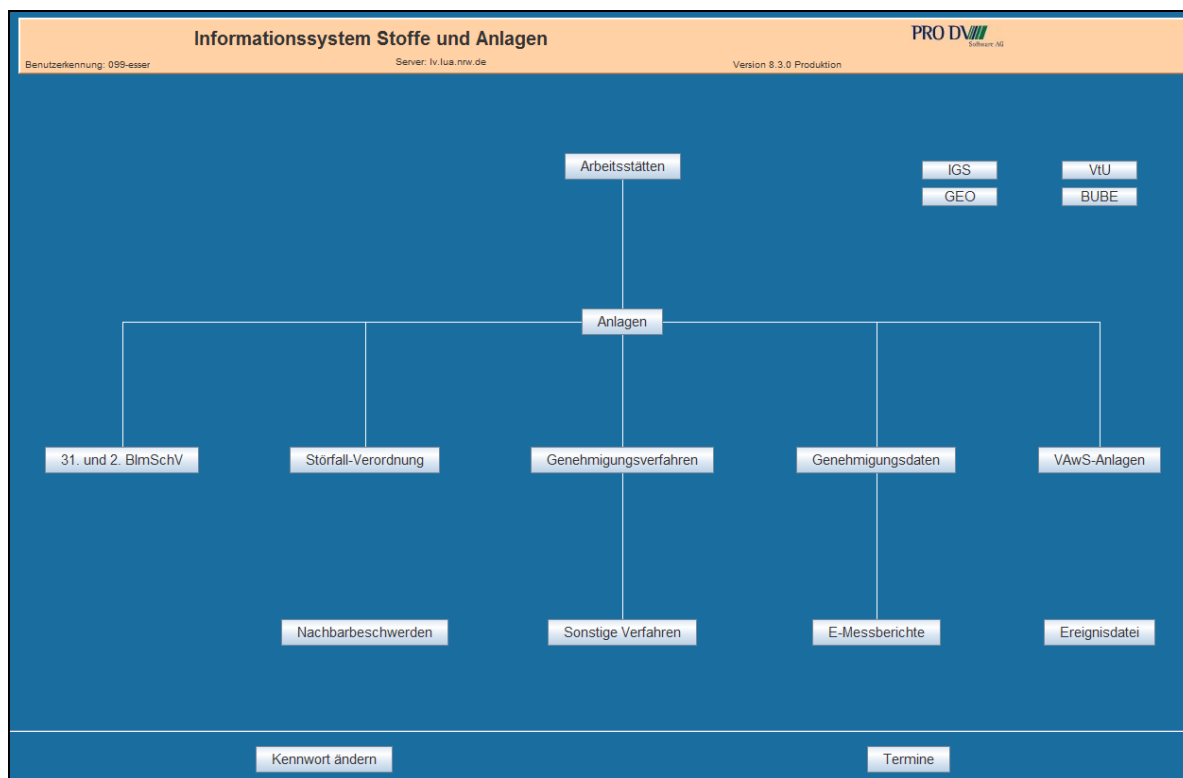 Informationssystem Stoffe und Anlagen
PRO DV
Software AG
Benutzerkennung: 099-esser
Server: lv.lua.nrw.de
Version 8.3.0 Produktion
Arbeitsstätten
IGS
VtU
GEO
BUBE
Anlagen
31. und 2. BImSchV
Störfall-Verordnung
Genehmigungsverfahren
Genehmigungsdaten
VAwS-Anlagen
Nachbarbeschwerden
Sonstige Verfahren
E-Messberichte
Ereignisdatei
Kennwort ändern
Termine